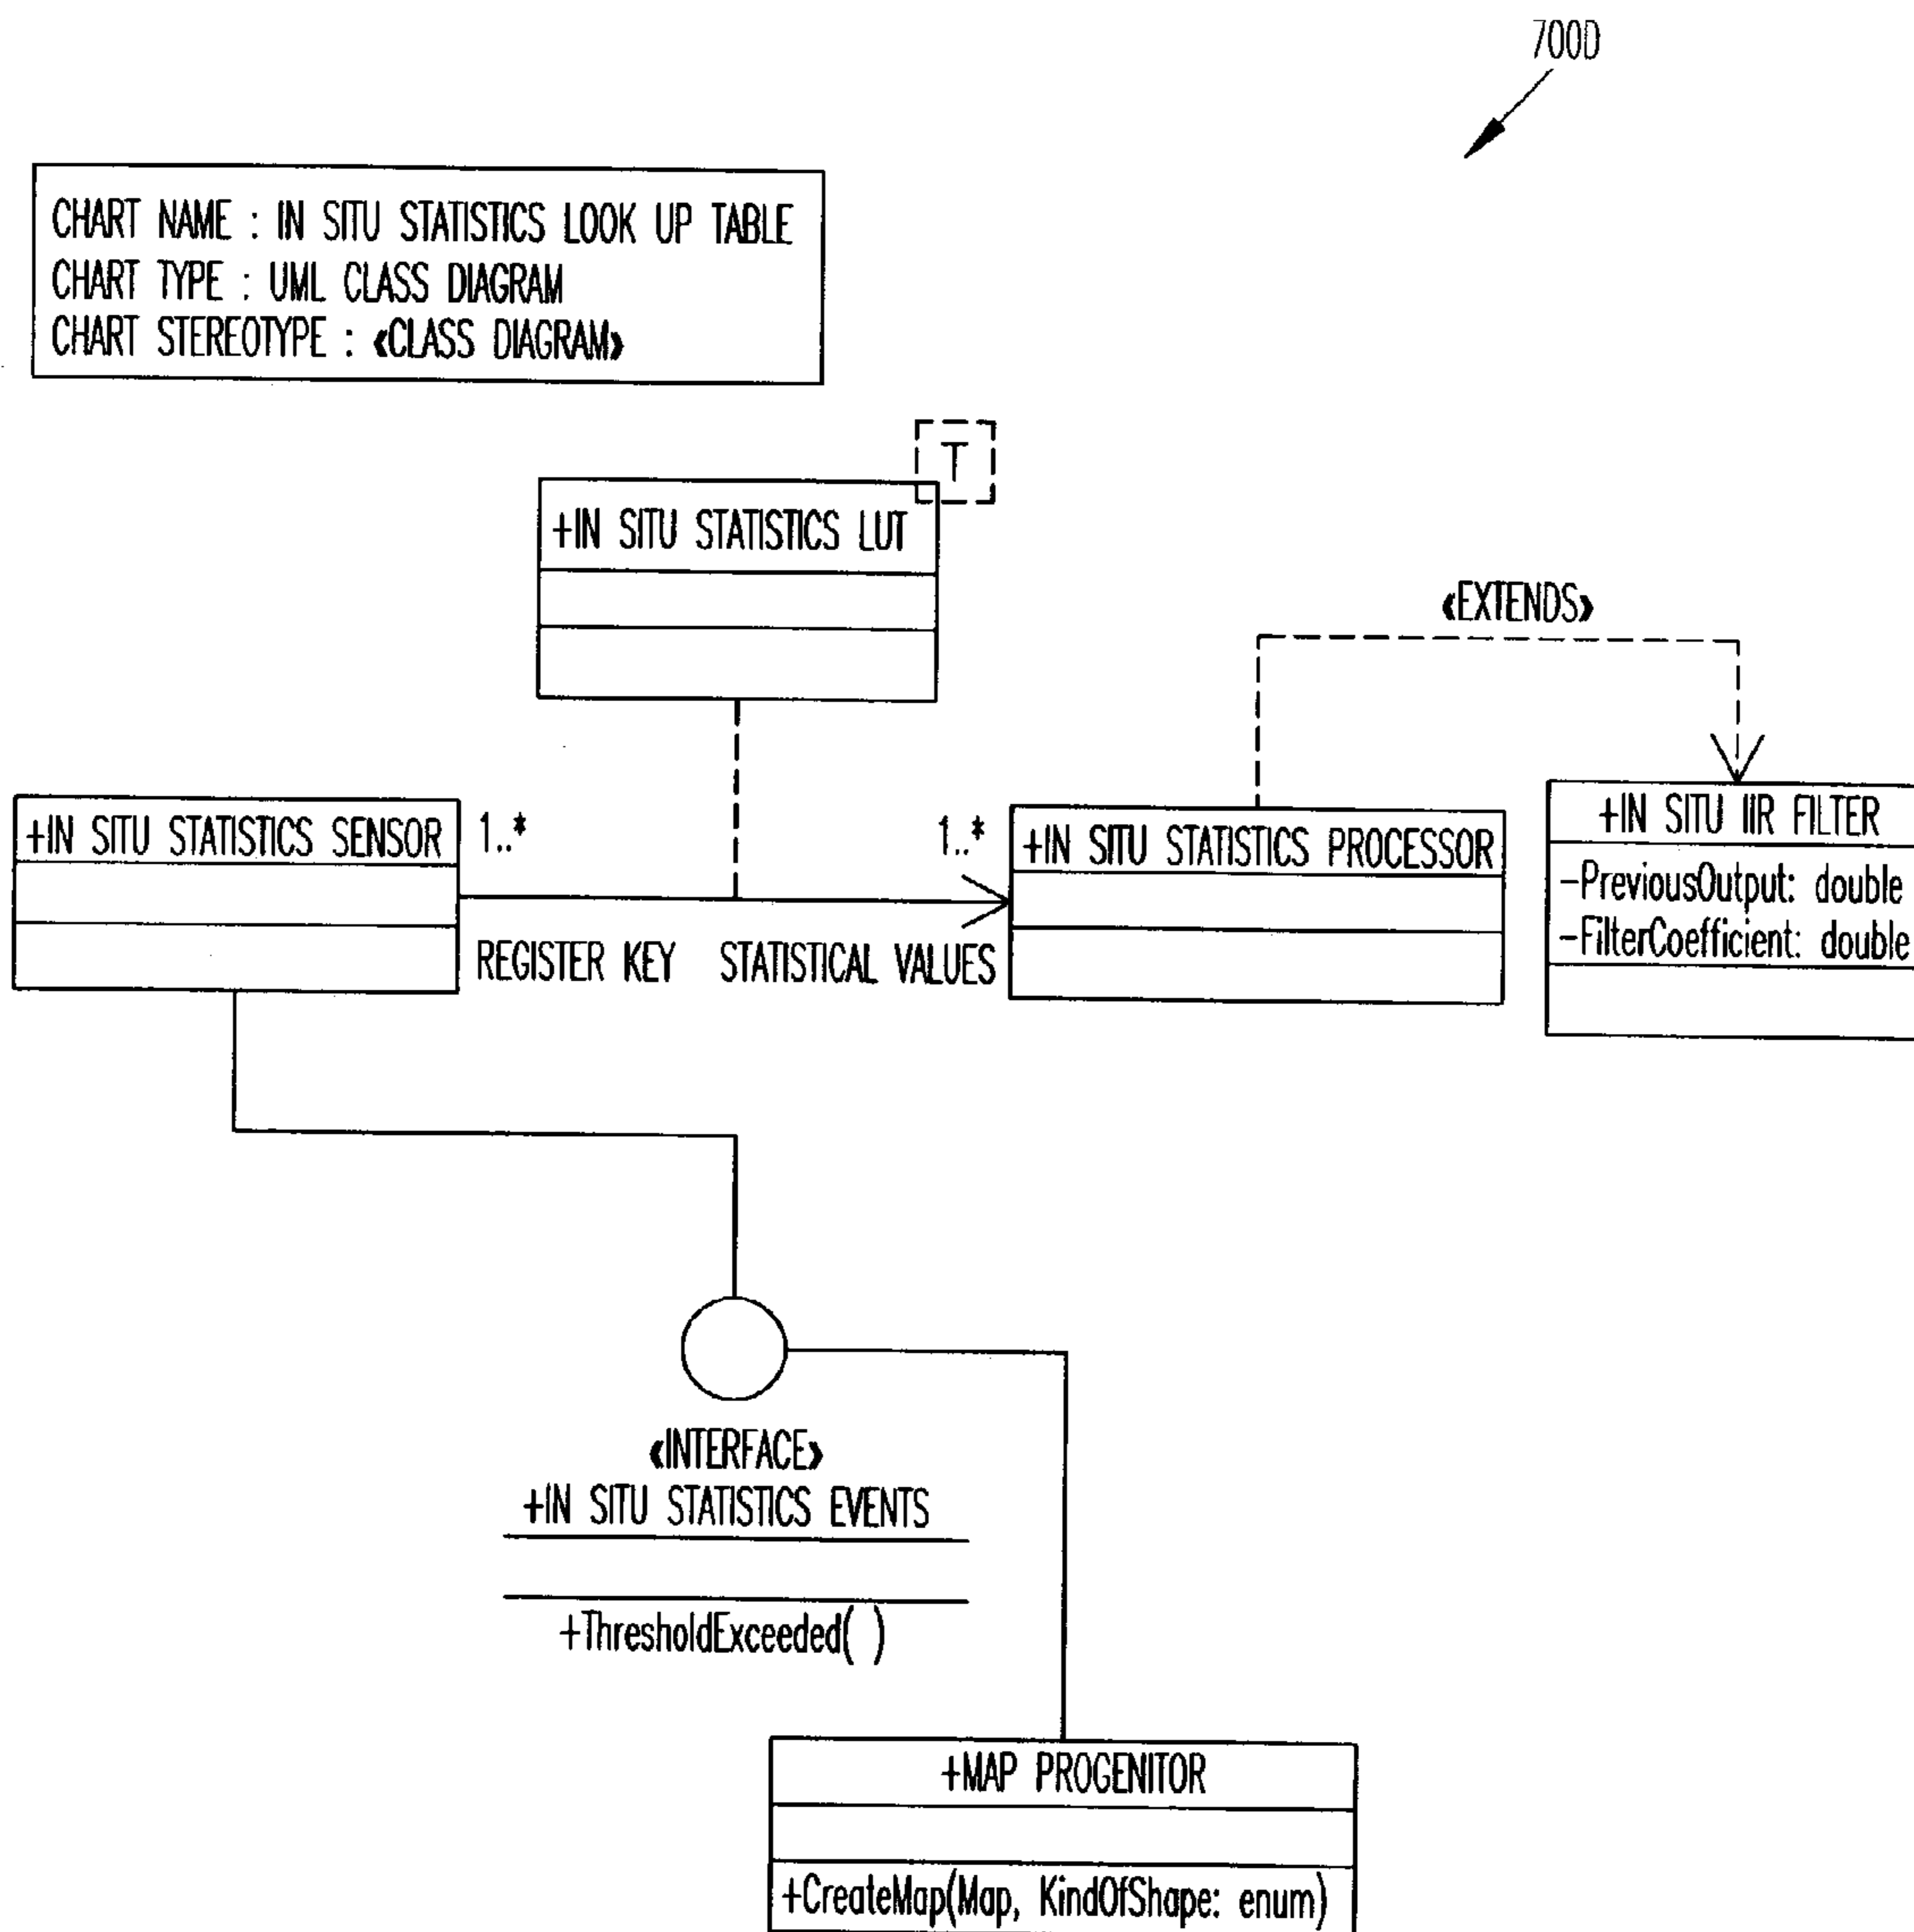 700D
CHART NAME : IN SITU STATISTICS LOOK UP TABLE
CHART TYPE : UML CLASS DIAGRAM
CHART STEREOTYPE : «CLASS DIAGRAM»
T
+IN SITU STATISTICS LUT
«EXTENDS»
+IN SITU STATISTICS SENSOR
1..*
1..*
+IN SITU STATISTICS PROCESSOR
+IN SITU IIR FILTER
-PreviousOutput: double
-FilterCoefficient: double
REGISTER KEY STATISTICAL VALUES
«INTERFACE»
+IN SITU STATISTICS EVENTS
+ThresholdExceeded( )
+MAP PROGENITOR
+CreateMap(Map, KindOfShape: enum)